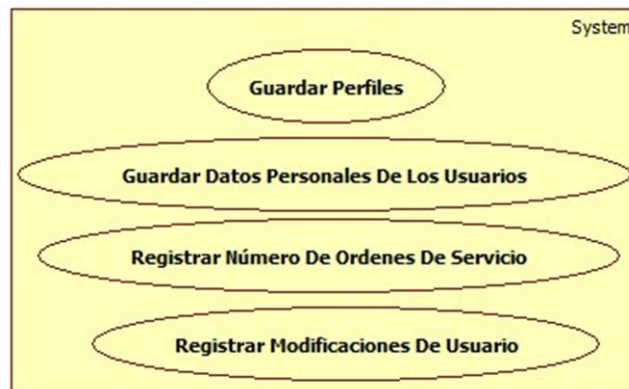 System
Guardar Perfiles
Guardar Datos Personales De Los Usuarios
Registrar Número De Ordenes De Servicio
Registrar Modificaciones De Usuario